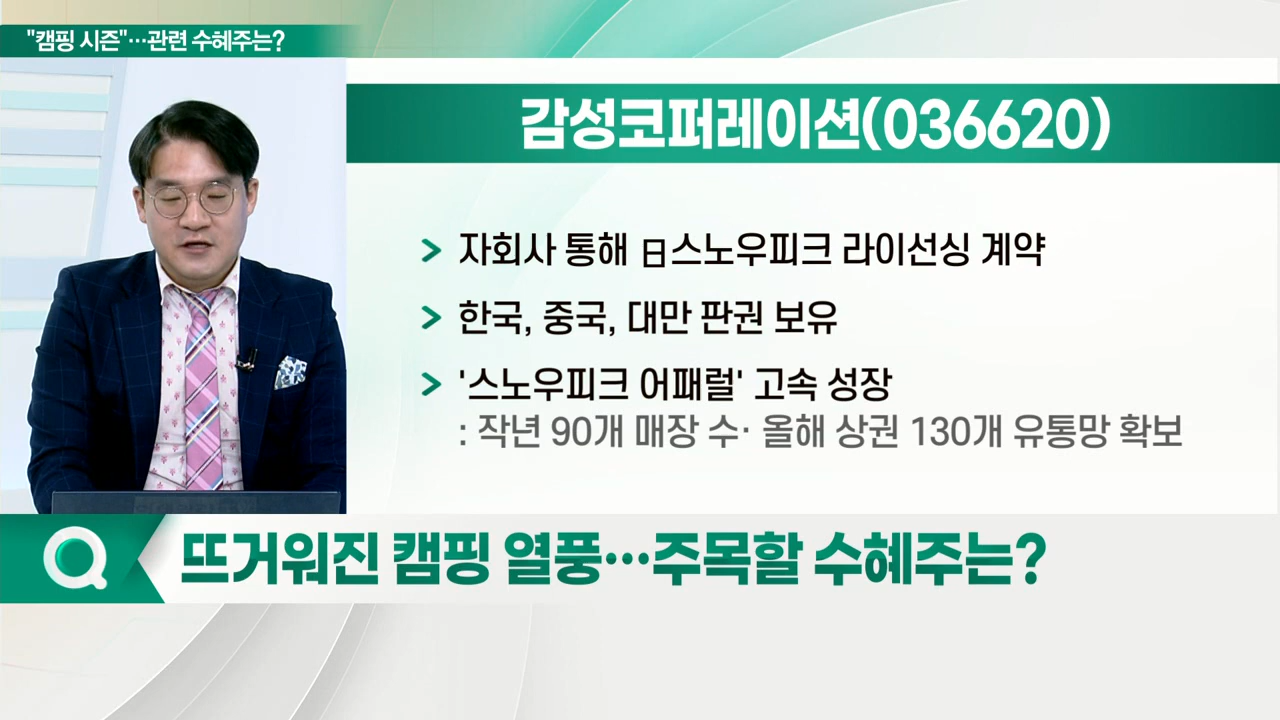 "캠핑 시즌"…관련 수혜주는?
감성코퍼레이션(036620)
> 자회사 통해 日스노우피크 라이선싱 계약
> 한국, 중국, 대만 판권 보유
> '스노우피크 어패럴' 고속 성장
: 작년 90개 매장 수· 올해 상권 130개 유통망 확보
뜨거워진 캠핑 열풍…주목할 수혜주는?